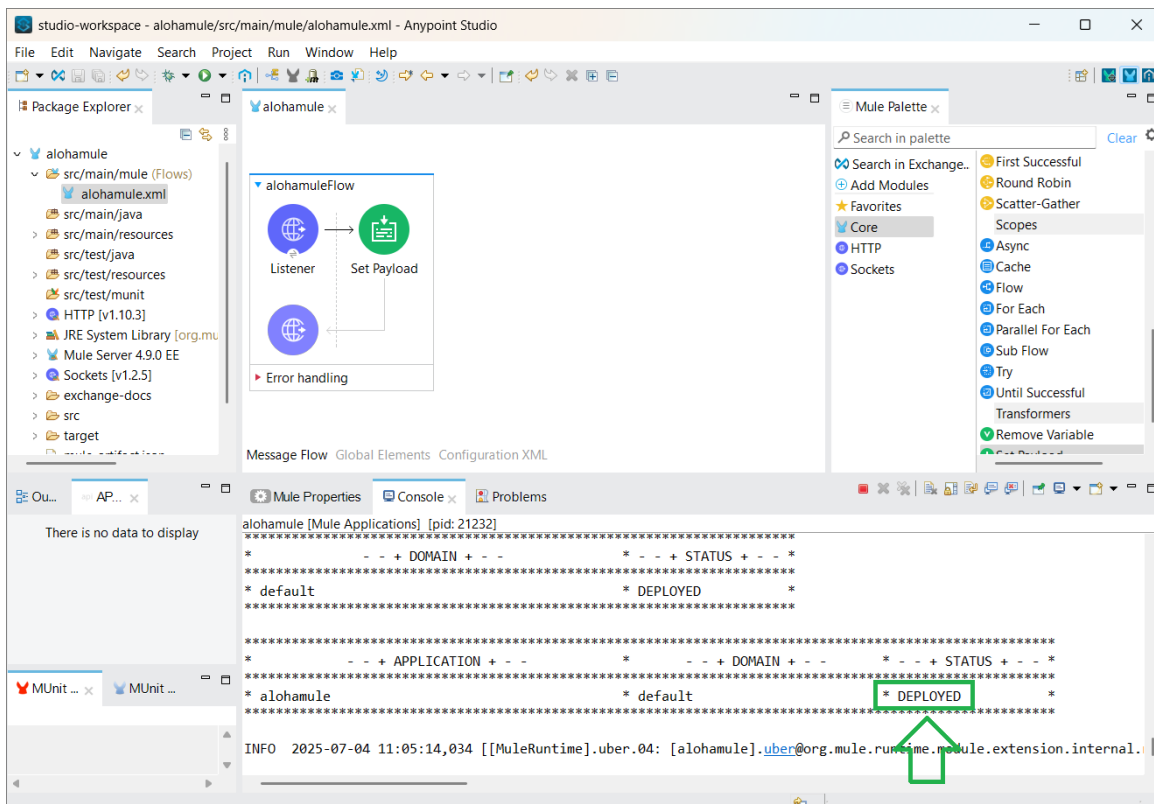 studio-workspace - alohamule/src/main/mule/alohamule.xml - Anypoint Studio
File Edit Navigate Search Project Run Window Help
Package Explorer
alohamule
src/main/mule (Flows)
alohamule.xml
src/main/java
src/main/resources
src/test/java
src/test/resources
src/test/munit
HTTP [v1.10.3]
JRE System Library [org.mu
Mule Server 4.9.0 EE
Sockets [v1.2.5]
exchange-docs
src
target
alohamule
alohamuleFlow
Listener
Set Payload
Error handling
Message Flow Global Elements Configuration XML
Mule Palette
Search in palette
Clear
Search in Exchange..
Add Modules
Favorites
Core
HTTP
Sockets
First Successful
Round Robin
Scatter-Gather
Scopes
Async
Cache
Flow
For Each
Parallel For Each
Sub Flow
Try
Until Successful
Transformers
Remove Variable
Set Payload
Ou... AP...
There is no data to display
MUnit ... MUnit ...
Mule Properties Console Problems
alohamule [Mule Applications] [pid: 21232]
**********************************************************************
* - - + DOMAIN + - - * - - + STATUS + - - *
**********************************************************************
* default * DEPLOYED *
**********************************************************************
*******************************************************************************************************
* - - + APPLICATION + - - * - - + DOMAIN + - - * - - + STATUS + - - *
*******************************************************************************************************
* alohamule * default * DEPLOYED *
*******************************************************************************************************
INFO 2025-07-04 11:05:14,034 [[MuleRuntime].uber.04: [alohamule].uber@org.mule.runtime.module.extension.internal.